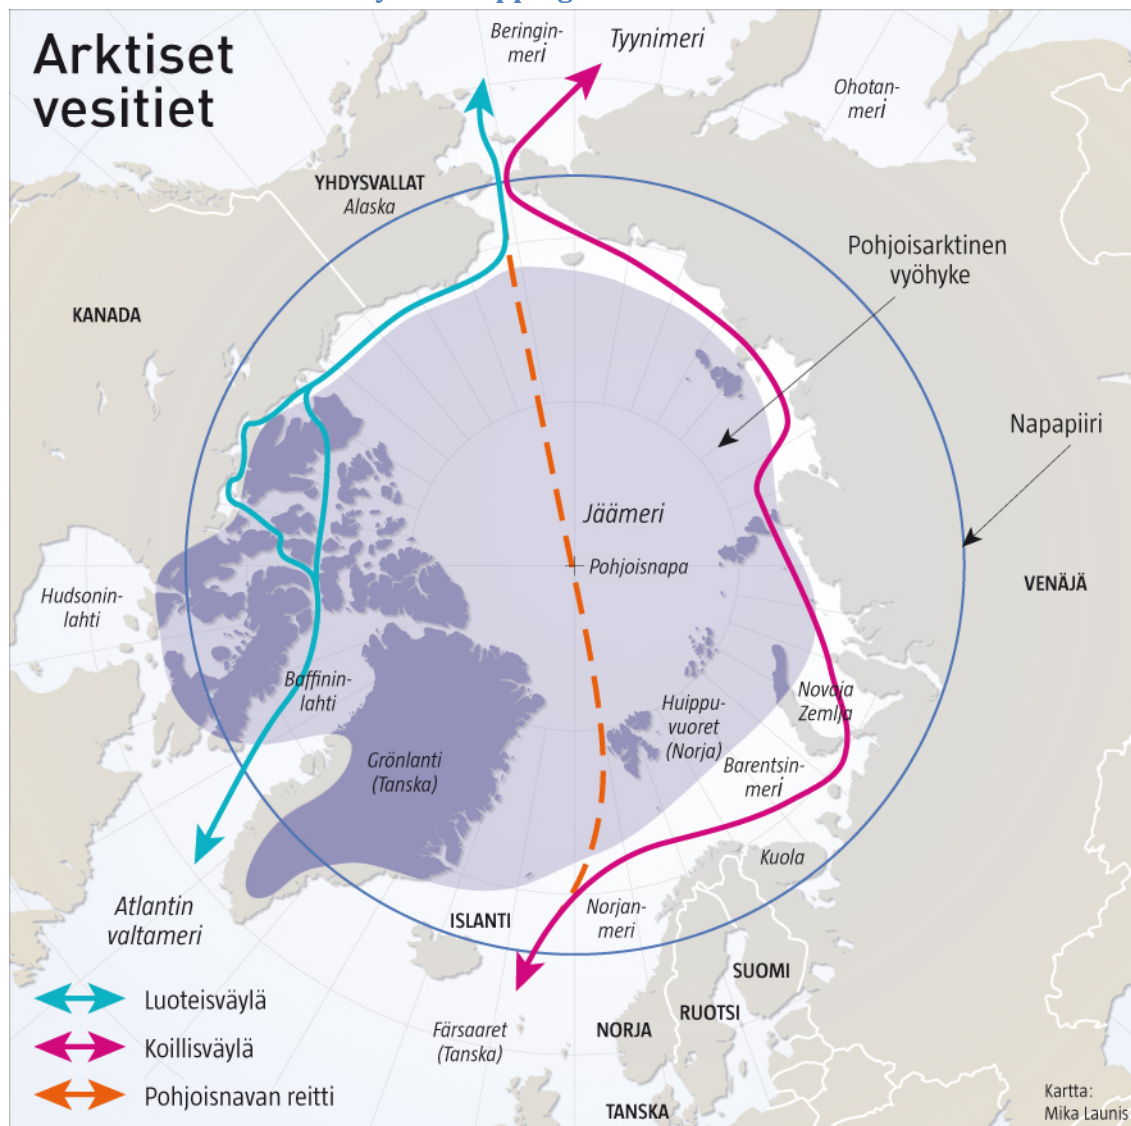 Arktiset
vesitiet
Beringin-
meri
Tyynimeri
Ohotan-
meri
YHDYSVALLAT
Alaska
Pohjoisarktinen
vyöhyke
KANADA
Napapiiri
Jäämeri
Pohjoisnapa
VENÄJÄ
Hudsonin-
lahti
Baffinin-
lahti
Novaja
Zemlja
Huippu-
vuoret
(Norja)
Grönlanti
(Tanska)
Barentsin-
meri
Kuola
Atlantin
valtameri
ISLANTI
Norjan-
meri
SUOMI
RUOTSI
NORJA
Färsaaret
(Tanska)
TANSKA
Luoteisväylä
Koillisväylä
Pohjoisnavan reitti
Kartta:
Mika Launis